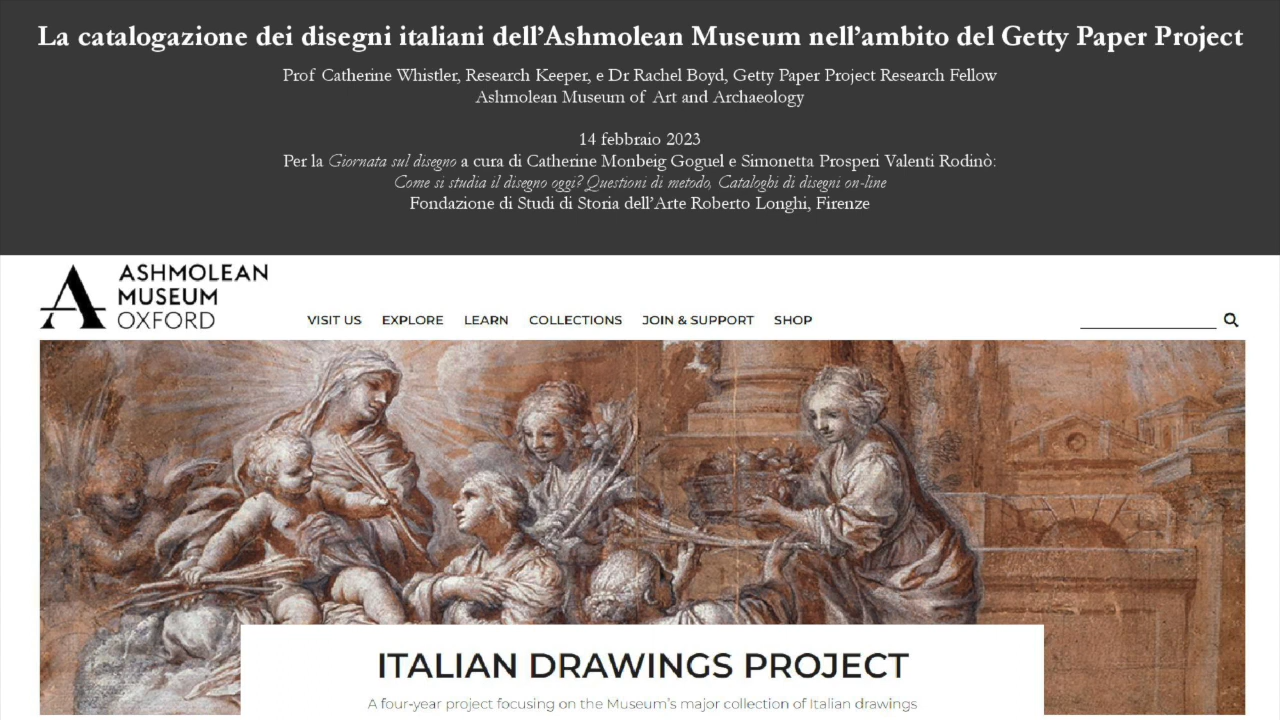 La catalogazione dei disegni italiani dell’Ashmolean Museum nell’ambito del Getty Paper Project
Prof Catherine Whistler, Research Keeper, e Dr Rachel Boyd, Getty Paper Project Research Fellow
Ashmolean Museum of Art and Archaeology
14 febbraio 2023
Per la Giornata sul disegno a cura di Catherine Monbeig Goguel e Simonetta Prosperi Valenti Rodinò:
Come si studia il disegno oggi? Questioni di metodo, Cataloghi di disegni on-line
Fondazione di Studi di Storia dell’Arte Roberto Longhi, Firenze
ASHMOLEAN
MUSEUM
OXFORD
VISIT US EXPLORE LEARN COLLECTIONS JOIN & SUPPORT SHOP
ITALIAN DRAWINGS PROJECT
A four-year project focusing on the Museum’s major collection of Italian drawings